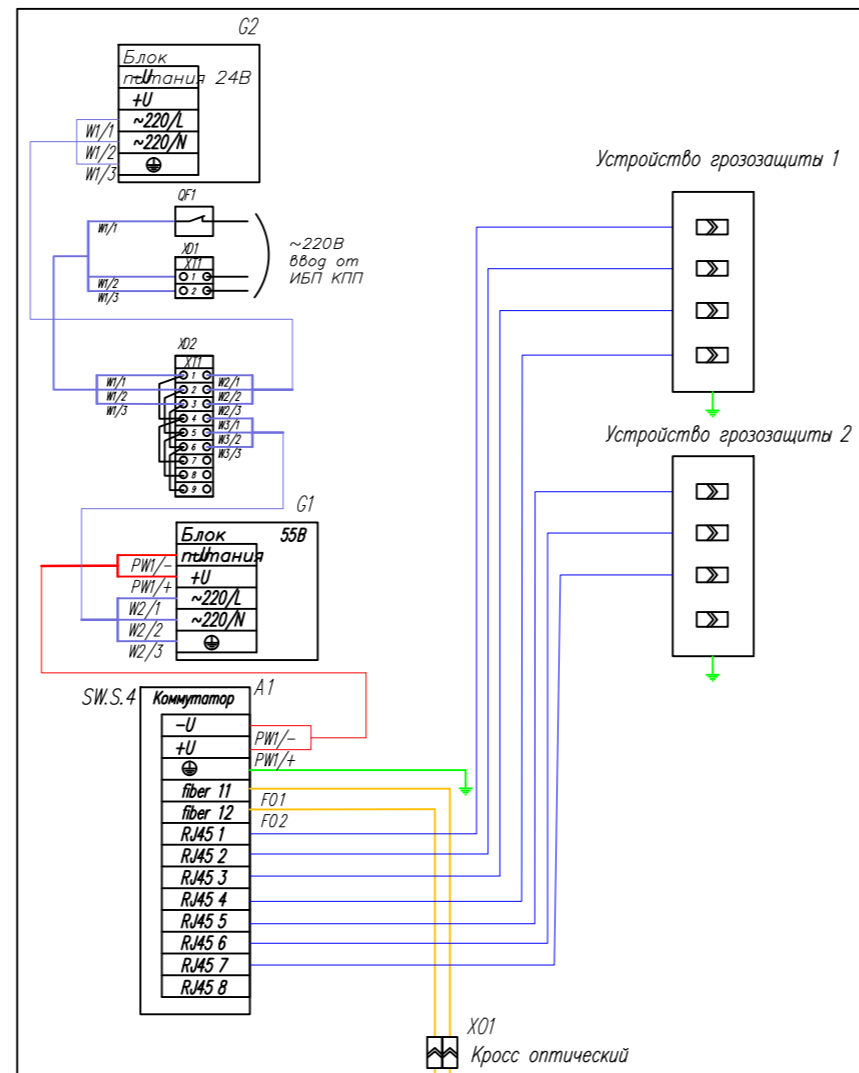 G2
Блок
питания 24В
-U
+U
~220/L
~220/N
W1/1
W1/2
W1/3
QF1
W1/1
XD1
XT1
1
2
W1/2
W1/3
~220В
ввод от
ИБП КПП
XD2
XT1
1
2
3
4
5
6
7
8
9
W1/1
W1/2
W1/3
W2/1
W2/2
W2/3
W3/1
W3/2
W3/3
G1
Блок 55В
питания
-U
+U
~220/L
~220/N
PW1/-
PW1/+
W2/1
W2/2
W2/3
SW.S.4
A1
Коммутатор
-U
+U
PW1/-
PW1/+
fiber 11
fiber 12
FO1
FO2
RJ45 1
RJ45 2
RJ45 3
RJ45 4
RJ45 5
RJ45 6
RJ45 7
RJ45 8
Устройство грозозащиты 1
Устройство грозозащиты 2
XO1
Кросс оптический